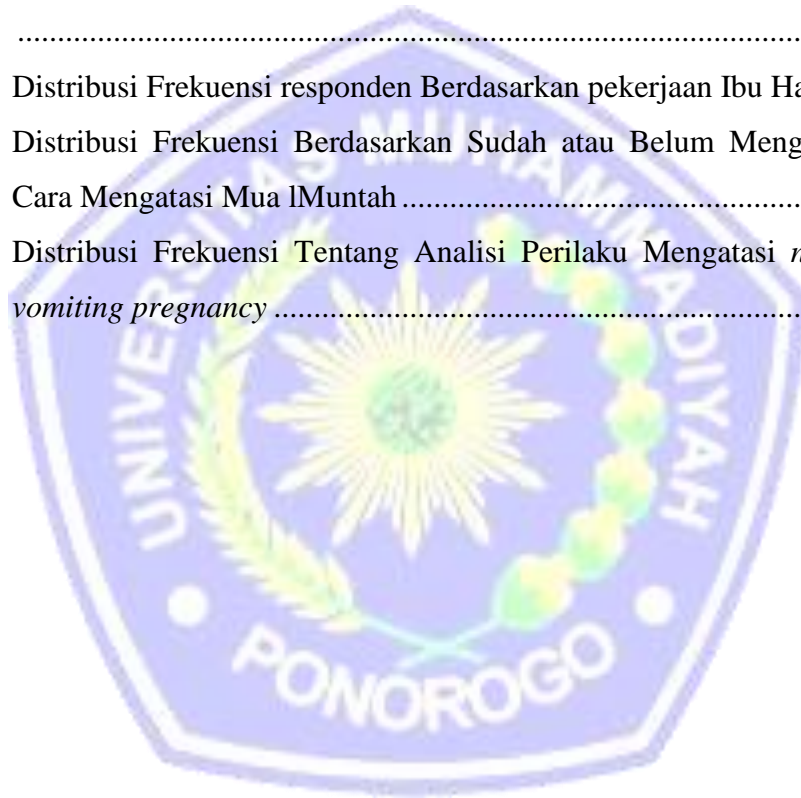 ................................................................................................
Distribusi Frekuensi responden Berdasarkan pekerjaan Ibu Ha
Distribusi Frekuensi Berdasarkan Sudah atau Belum Meng
Cara Mengatasi Mua lMuntah ..................................................
Distribusi Frekuensi Tentang Analisi Perilaku Mengatasi n
vomiting pregnancy ..................................................................
UNIVERSITAS MUHAMMADIYAH
PONOROGO